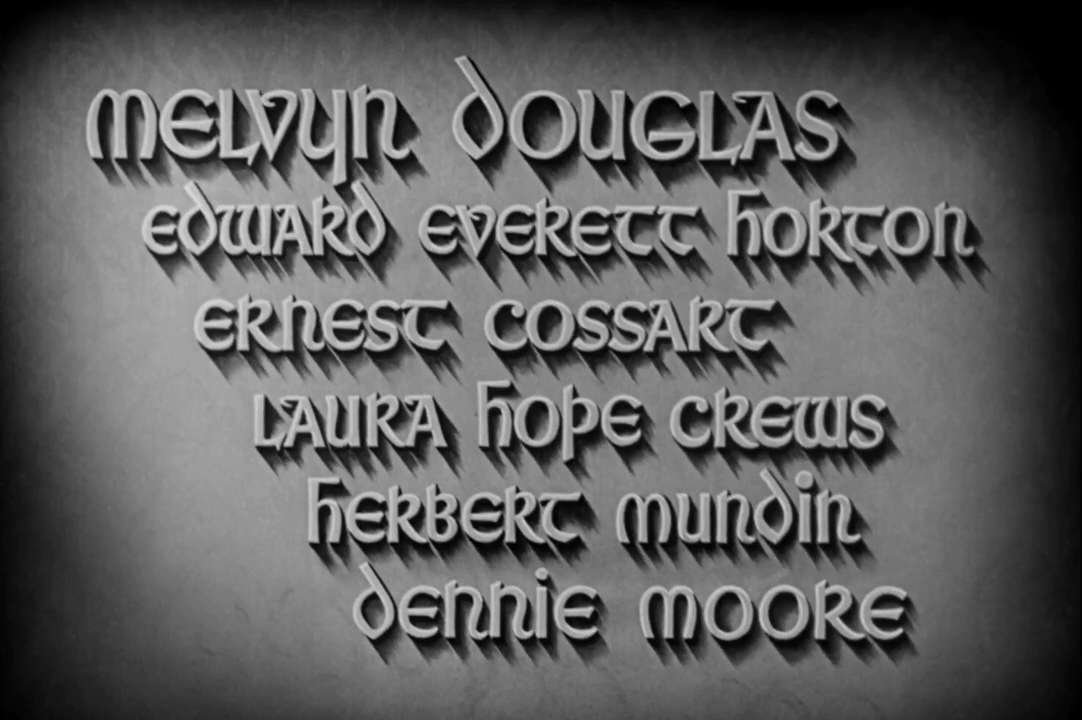 Melvyn Douglas
Edward Everett Horton
Ernest Cossart
Laura Hope Crews
Herbert Mundin
Dennie Moore